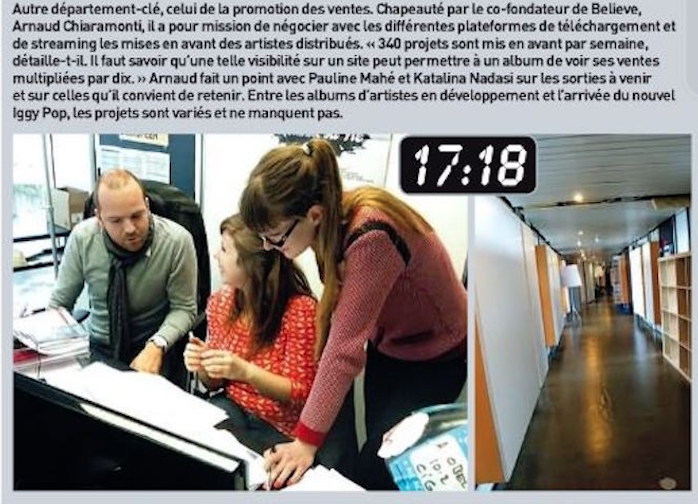 Autre département-clé, celui de la promotion des ventes. Chapeauté par le co-fondateur de Believe,
Arnaud Chiaramonti, il a pour mission de négocier avec les différentes plateformes de téléchargement et
de streaming les mises en avant des artistes distribués. « 340 projets sont mis en avant par semaine,
détaille-t-il. Il faut savoir qu'une telle visibilité sur un site peut permettre à un album de voir ses ventes
multipliées par dix. » Arnaud fait un point avec Pauline Mahé et Katalina Nadasi sur les sorties à venir
et sur celles qu'il convient de retenir. Entre les albums d'artistes en développement et l'arrivée du nouvel
Iggy Pop, les projets sont variés et ne manquent pas.
17:18